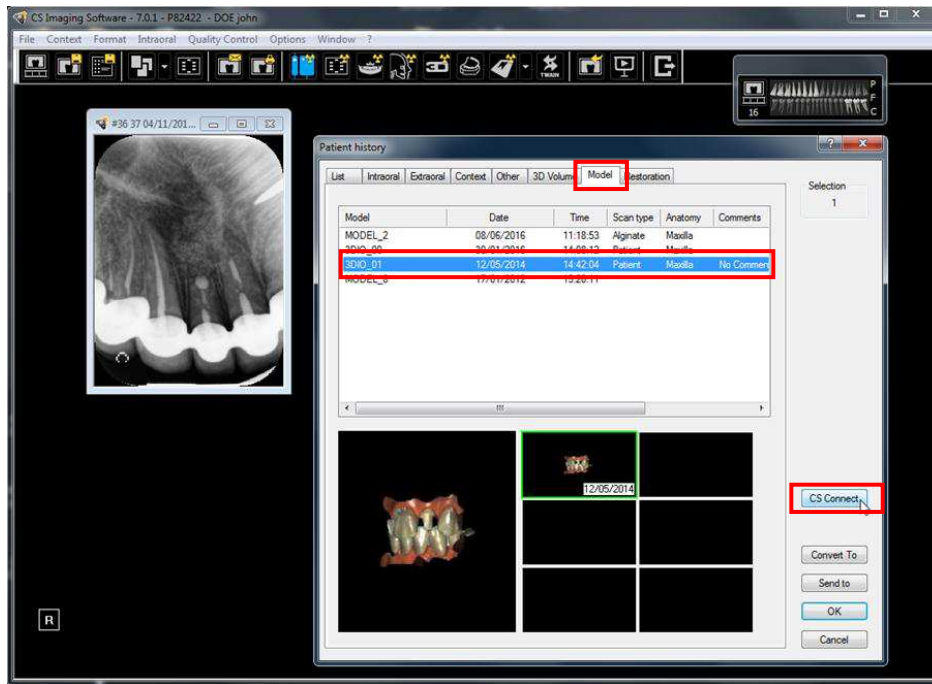 CS Imaging Software - 7.0.1 - P82422 - DOE john
File Context Format Intraoral Quality Control Options Window ?
3D
TWAIN
16
P
F
C
#36 37 04/11/201...
Patient history
List Intraoral Extraoral Context Other 3D Volume Model Restoration
Selection
1
Model Date Time Scan type Anatomy Comments
MODEL_2 08/06/2016 11:18:53 Alginate Maxilla
3DIO_01 12/05/2014 14:42:04 Patient Maxilla No Commen
12/05/2014
CS Connect
Convert To
Send to
OK
Cancel
R